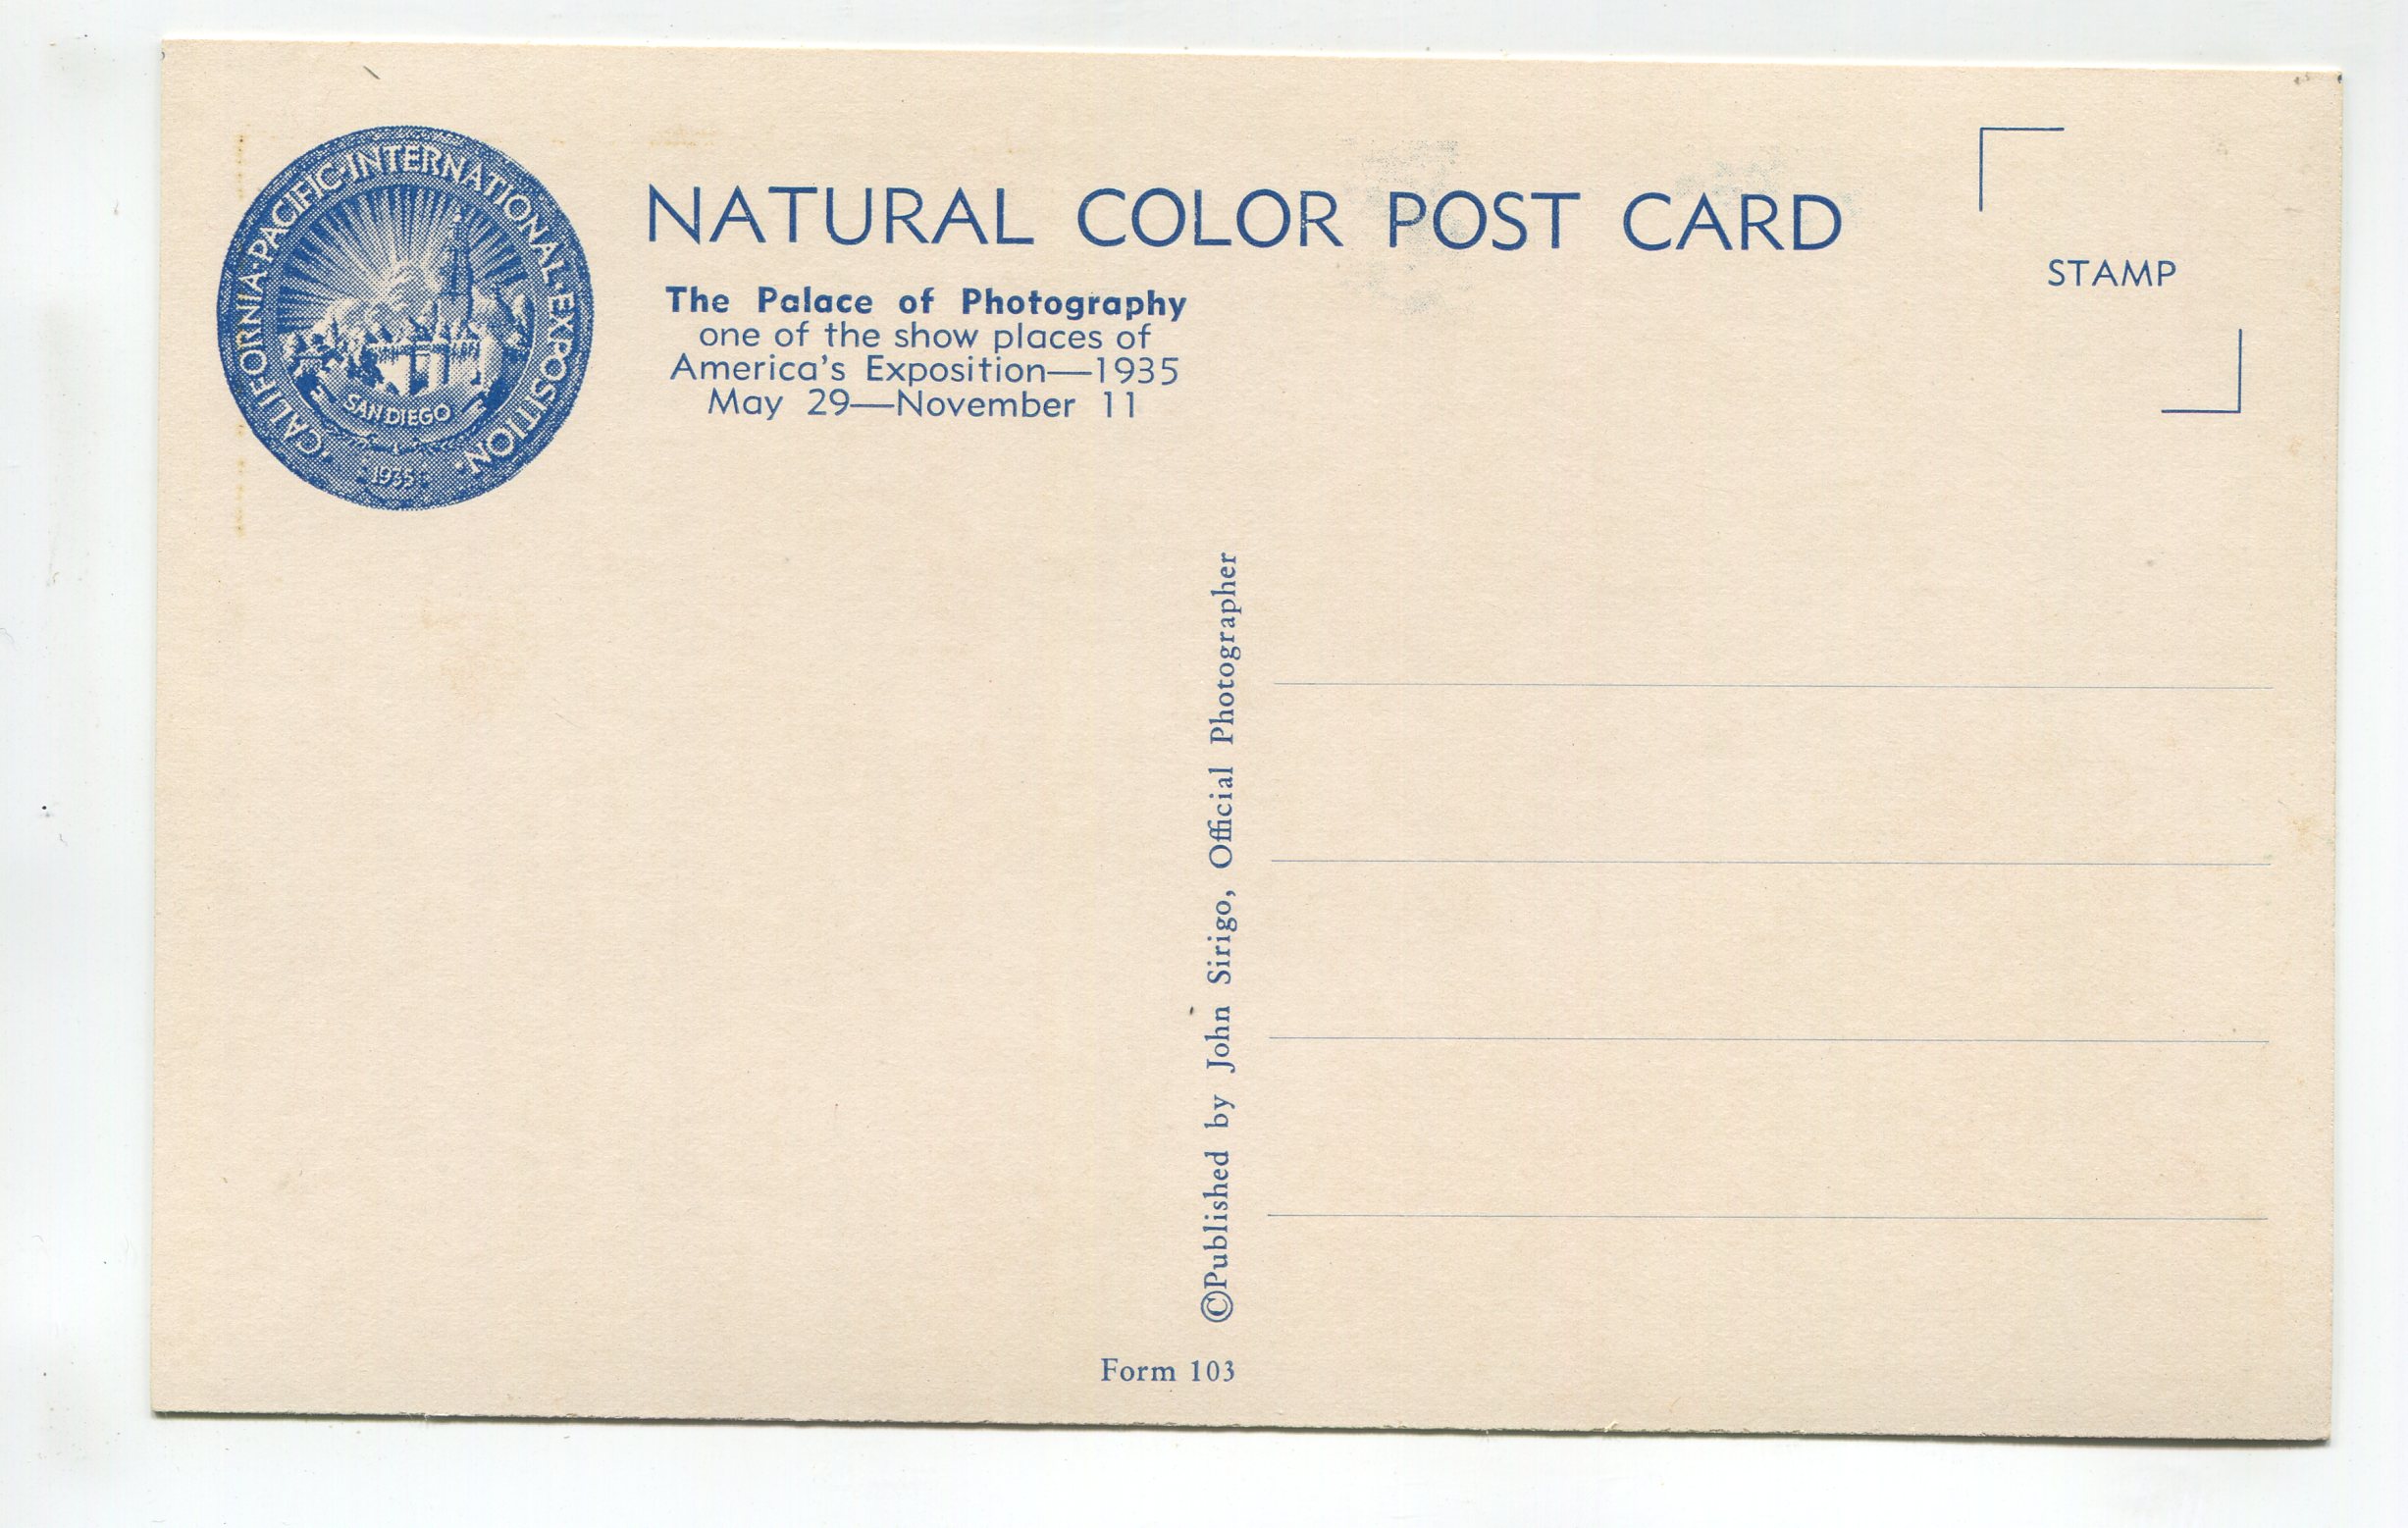 CALIFORNIA·PACIFIC·INTERNATIONAL·EXPOSITION
SAN DIEGO
1935
NATURAL COLOR POST CARD
The Palace of Photography
one of the show places of
America's Exposition—1935
May 29—November 11
STAMP
©Published by John Sirigo, Official Photographer
Form 103